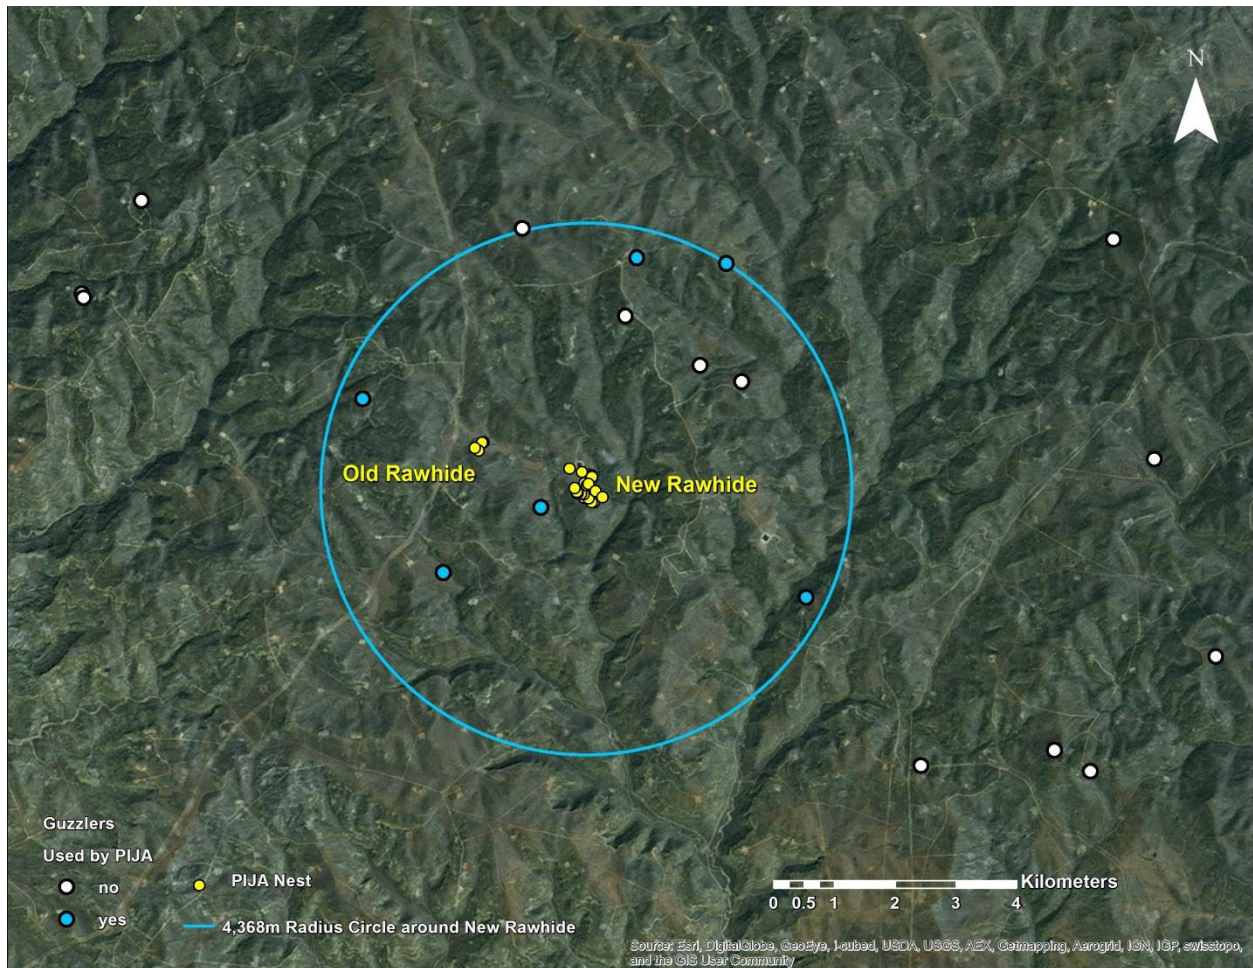 N
Old Rawhide
New Rawhide
Guzzlers
Used by PIJA
no
yes
PIJA Nest
4,368m Radius Circle around New Rawhide
Kilometers
0 0.5 1 2 3 4
Source: Esri, DigitalGlobe, GeoEye, i-cubed, USDA, USGS, AEX, Getmapping, Aerogrid, IGN, IGP, swisstopo,
and the GIS User Community